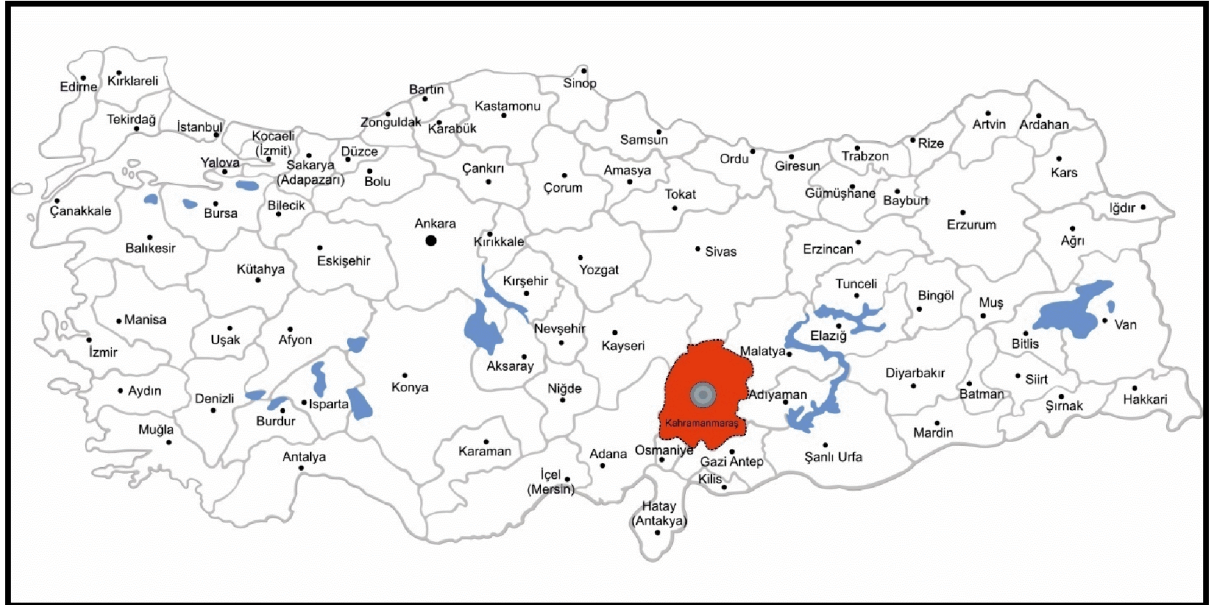 Edirne
Kırklareli
Tekirdağ
İstanbul
Kocaeli
(İzmit)
Yalova
Sakarya
(Adapazarı)
Düzce
Bolu
Zonguldak
Bartın
Karabük
Kastamonu
Sinop
Çankırı
Çorum
Samsun
Amasya
Tokat
Ordu
Giresun
Trabzon
Rize
Gümüşhane
Bayburt
Artvin
Ardahan
Kars
Iğdır
Ağrı
Erzurum
Erzincan
Çanakkale
Balıkesir
Bursa
Bilecik
Kütahya
Eskişehir
Ankara
Kırıkkale
Kırşehir
Yozgat
Sivas
Tunceli
Bingöl
Muş
Elazığ
Bitlis
Van
Manisa
İzmir
Uşak
Afyon
Konya
Aksaray
Nevşehir
Kayseri
Malatya
Niğde
Kahramanmaraş
Adıyaman
Diyarbakır
Batman
Siirt
Şırnak
Hakkari
Mardin
Aydın
Denizli
Muğla
Burdur
Isparta
Antalya
Karaman
İçel
(Mersin)
Adana
Osmaniye
Gazi Antep
Kilis
Şanlı Urfa
Hatay
(Antakya)